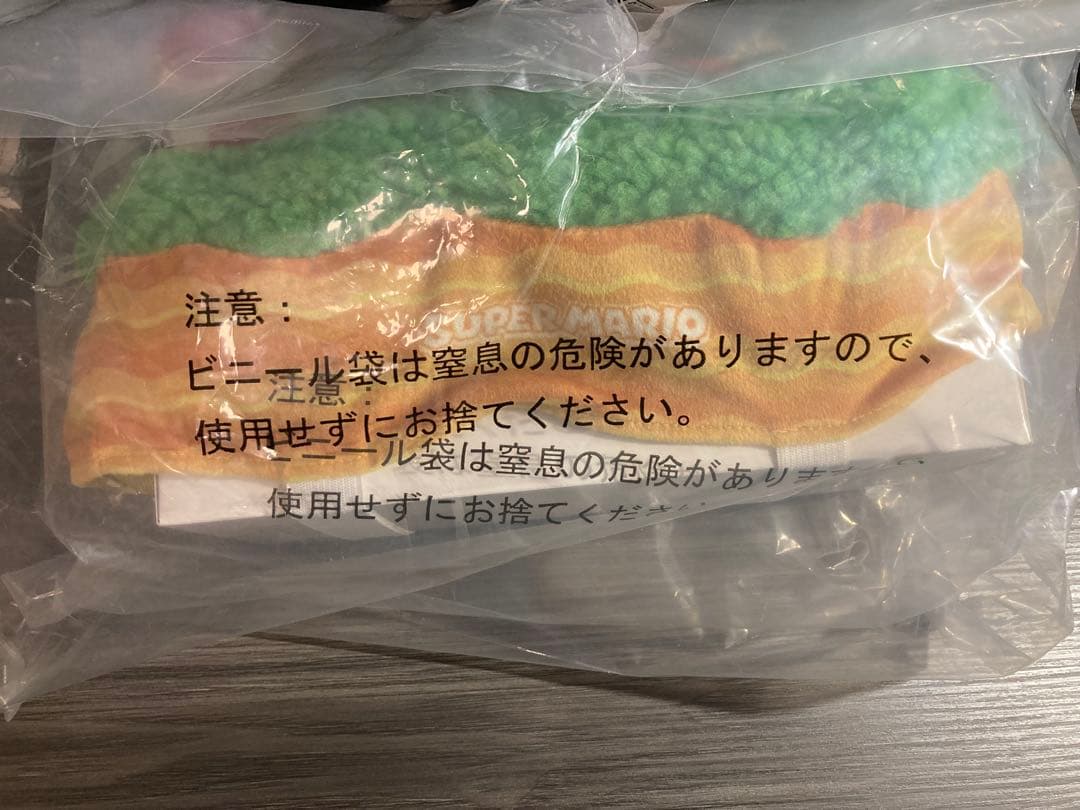 注意：
SUPER MARIO
ビニール袋は窒息の危険がありますので、
注意：
使用せずにお捨てください。
ビニール袋は窒息の危険があります
使用せずにお捨てくださ